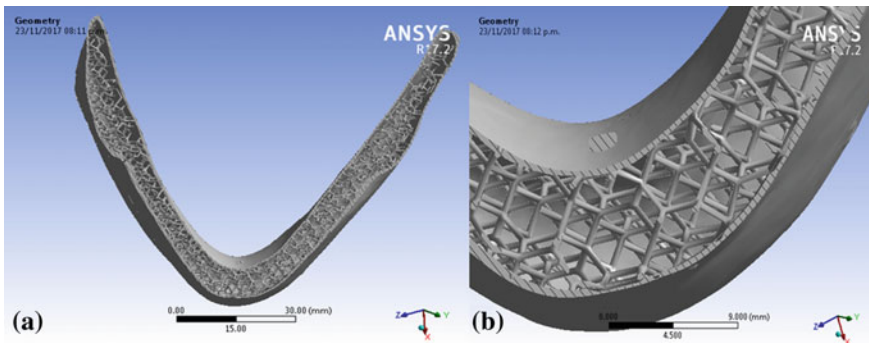 Geometry
23/11/2017 08:11 p.m.
ANSYS
R17.2
0.00
30.00 (mm)
15.00
Z
Y
X
(a)
Geometry
23/11/2017 08:12 p.m.
ANSYS
R17.2
0.000
9.000 (mm)
4.500
Z
Y
X
(b)